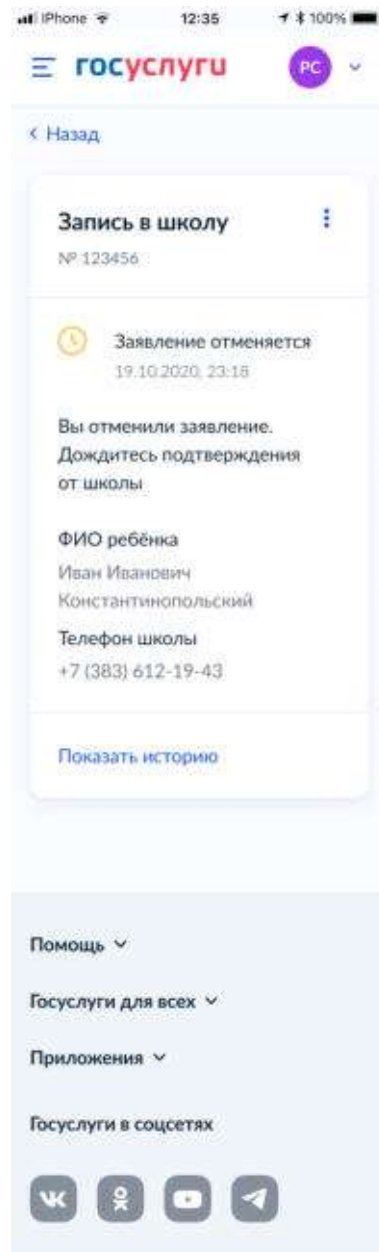 iPhone 12:35 100%
госуслуги РС
Назад
Запись в школу
№ 123456
Заявление отменяется
19.10.2020, 23:18
Вы отменили заявление.
Дождитесь подтверждения
от школы
ФИО ребёнка
Иван Иванович
Константинопольский
Телефон школы
+7 (383) 612-19-43
Показать историю
Помощь
Госуслуги для всех
Приложения
Госуслуги в соцсетях